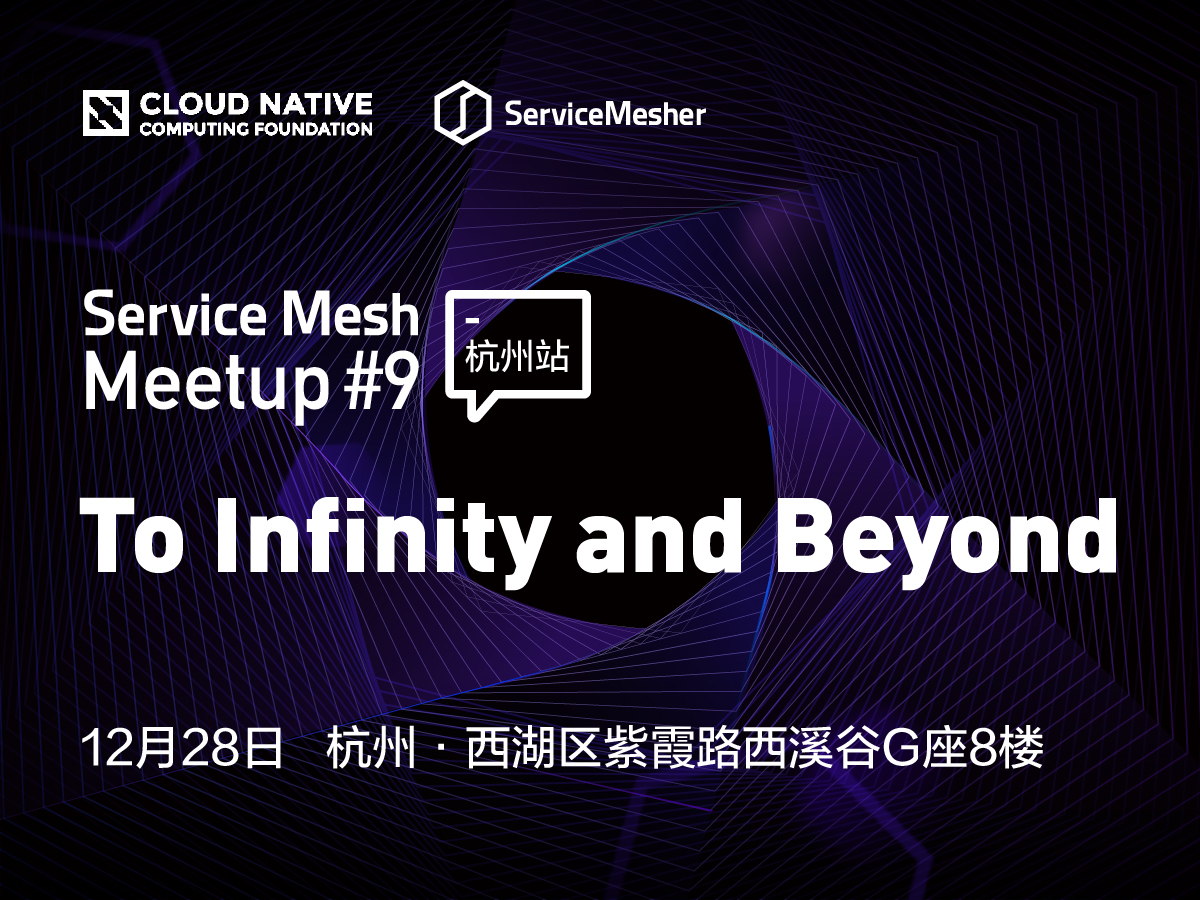 CLOUD NATIVE
COMPUTING FOUNDATION
ServiceMesher
Service Mesh
Meetup #9
-
杭州站
To Infinity and Beyond
12月28日 杭州 · 西湖区紫霞路西溪谷G座8楼